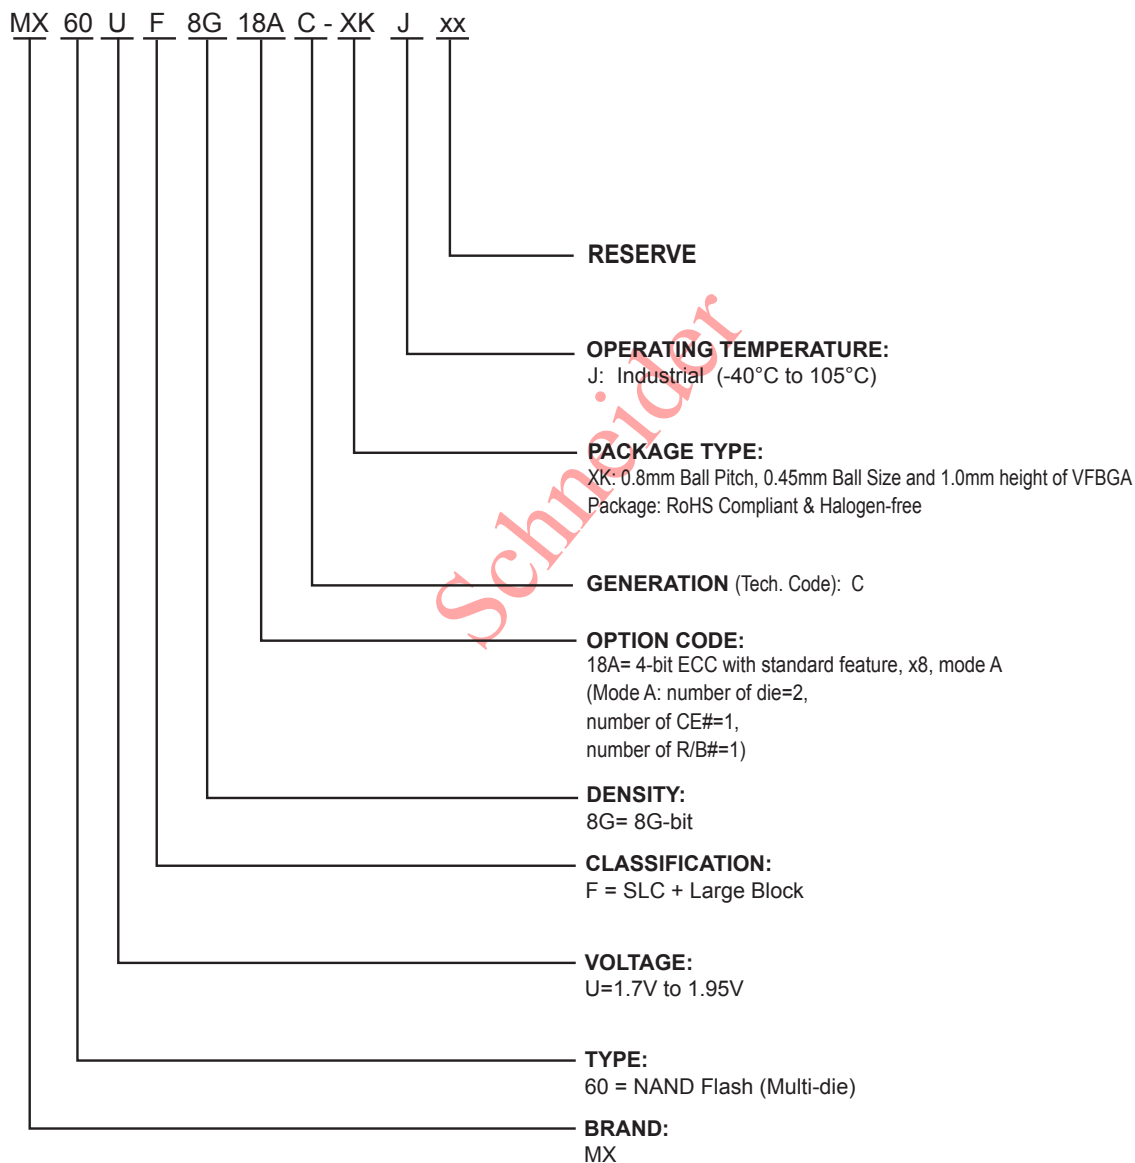 MX 60 U F 8G 18A C - XK J xx
RESERVE
OPERATING TEMPERATURE:
J: Industrial (-40°C to 105°C)
PACKAGE TYPE:
XK: 0.8mm Ball Pitch, 0.45mm Ball Size and 1.0mm height of VFBGA
Package: RoHS Compliant & Halogen-free
GENERATION (Tech. Code): C
OPTION CODE:
18A= 4-bit ECC with standard feature, x8, mode A
(Mode A: number of die=2,
number of CE#=1,
number of R/B#=1)
DENSITY:
8G= 8G-bit
CLASSIFICATION:
F = SLC + Large Block
VOLTAGE:
U=1.7V to 1.95V
TYPE:
60 = NAND Flash (Multi-die)
BRAND:
MX
Schneider